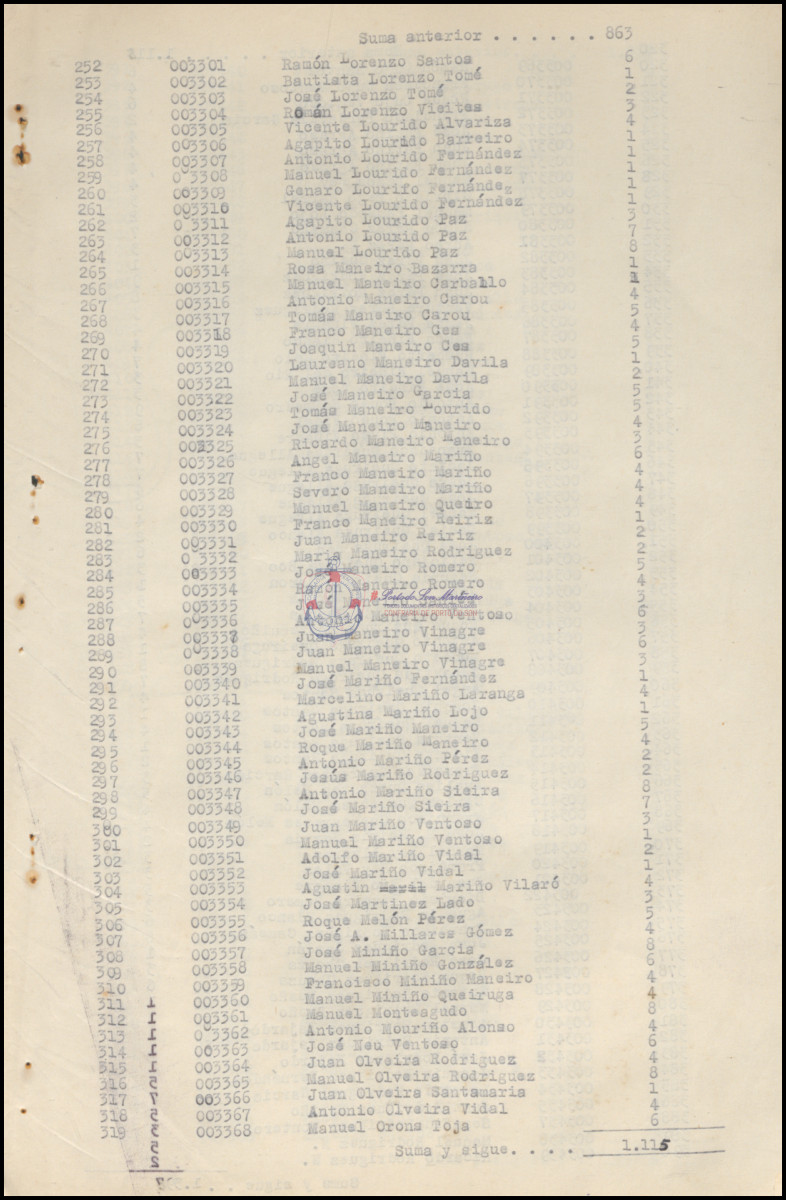 Suma anterior . . . . . . 863
252 003301 Ramón Lorenzo Santos 6
253 003302 Bautista Lorenzo Tomé 1
254 003303 José Lorenzo Tomé 2
255 003304 Román Lorenzo Vieites 3
256 003305 Vicente Lourido Alvariza 4
257 003306 Agapito Lourido Barreiro 1
258 003307 Antonio Lourido Fernández 1
259 003308 Manuel Lourido Fernández 1
260 003309 Genaro Lourifo Fernández 1
261 003310 Vicente Lourido Fernández 1
262 003311 Agapito Lourido Paz 3
263 003312 Antonio Lourido Paz 7
264 003313 Manuel Lourido Paz 8
265 003314 Rosa Maneiro Bazarra 1
266 003315 Manuel Maneiro Carballo 1
267 003316 Antonio Maneiro Carou 4
268 003317 Tomás Maneiro Carou 5
269 003318 Franco Maneiro Ces 4
270 003319 Joaquin Maneiro Ces 5
271 003320 Laureano Maneiro Davila 1
272 003321 Manuel Maneiro Davila 2
273 003322 José Maneiro Garcia 5
274 003323 Tomás Maneiro Lourido 5
275 003324 José Maneiro Maneiro 4
276 003325 Ricardo Maneiro Maneiro 3
277 003326 Angel Maneiro Mariño 6
278 003327 Franco Maneiro Mariño 4
279 003328 Severo Maneiro Mariño 4
280 003329 Manuel Maneiro Queiro 4
281 003330 Franco Maneiro Reiriz 1
282 003331 Juan Maneiro Reiriz 2
283 003332 Maria Maneiro Rodriguez 2
284 003333 José Maneiro Romero 5
285 003334 Ramón Maneiro Romero 4
286 003335 José Maneiro 3
287 003336 Antonio Maneiro Ventoso 6
288 003337 Juan Maneiro Vinagre 3
289 003338 Juan Maneiro Vinagre 6
290 003339 Manuel Maneiro Vinagre 3
291 003340 José Mariño Fernández 1
292 003341 Marcelino Mariño Laranga 4
293 003342 Agustina Mariño Lojo 1
294 003343 José Mariño Maneiro 5
295 003344 Roque Mariño Maneiro 4
296 003345 Antonio Mariño Pérez 2
297 003346 Jesús Mariño Rodriguez 2
298 003347 Antonio Mariño Sieira 8
299 003348 José Mariño Sieira 7
300 003349 Juan Mariño Ventoso 3
301 003350 Manuel Mariño Ventoso 1
302 003351 Adolfo Mariño Vidal 2
303 003352 José Mariño Vidal 1
304 003353 Agustin Mariño Vilaró 4
305 003354 José Martinez Lado 3
306 003355 Roque Melón Pérez 5
307 003356 José A. Millares Gómez 4
308 003357 José Miniño Garcia 8
309 003358 Manuel Miniño González 6
310 003359 Francisco Miniño Maneiro 4
311 003360 Manuel Miniño Queiruga 4
312 003361 Manuel Monteagudo 8
313 003362 Antonio Mouriño Alonso 4
314 003363 José Neu Ventoso 6
315 003364 Juan Olveira Rodriguez 4
316 003365 Manuel Olveira Rodriguez 8
317 003366 Juan Olveira Santamaria 1
318 003367 Antonio Olveira Vidal 4
319 003368 Manuel Orons Toja 6
Suma y sigue. . . . . 1.115